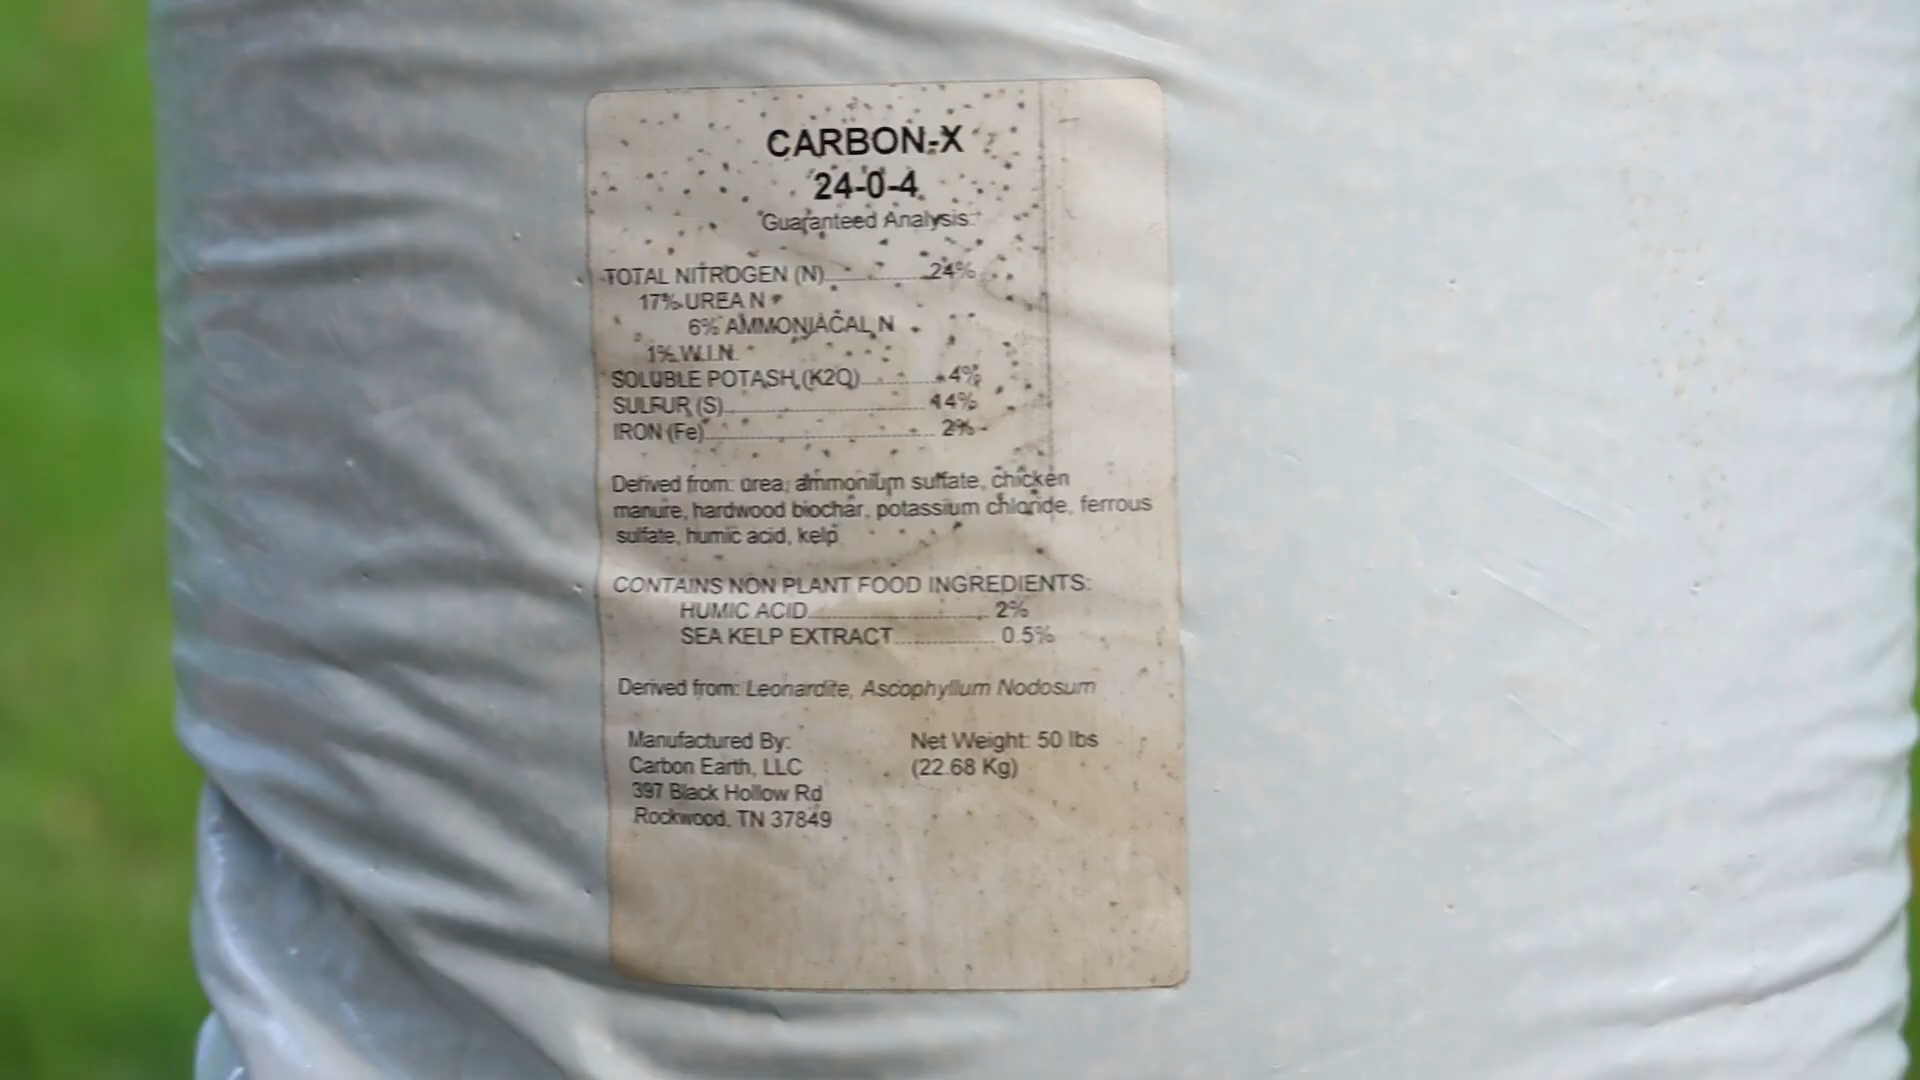 CARBON-X
24-0-4
Guaranteed Analysis:
TOTAL NITROGEN (N) 24%
17% UREA N
6% AMMONIACAL N
1% W.I.N.
SOLUBLE POTASH (K2O) 4%
SULFUR (S) 14%
IRON (Fe) 2%
Derived from: urea, ammonium sulfate, chicken
manure, hardwood biochar, potassium chloride, ferrous
sulfate, humic acid, kelp
CONTAINS NON PLANT FOOD INGREDIENTS:
HUMIC ACID 2%
SEA KELP EXTRACT 0.5%
Derived from: Leonardite, Ascophyllum Nodosum
Manufactured By: Net Weight: 50 lbs
Carbon Earth, LLC (22.68 Kg)
397 Black Hollow Rd
Rockwood, TN 37849